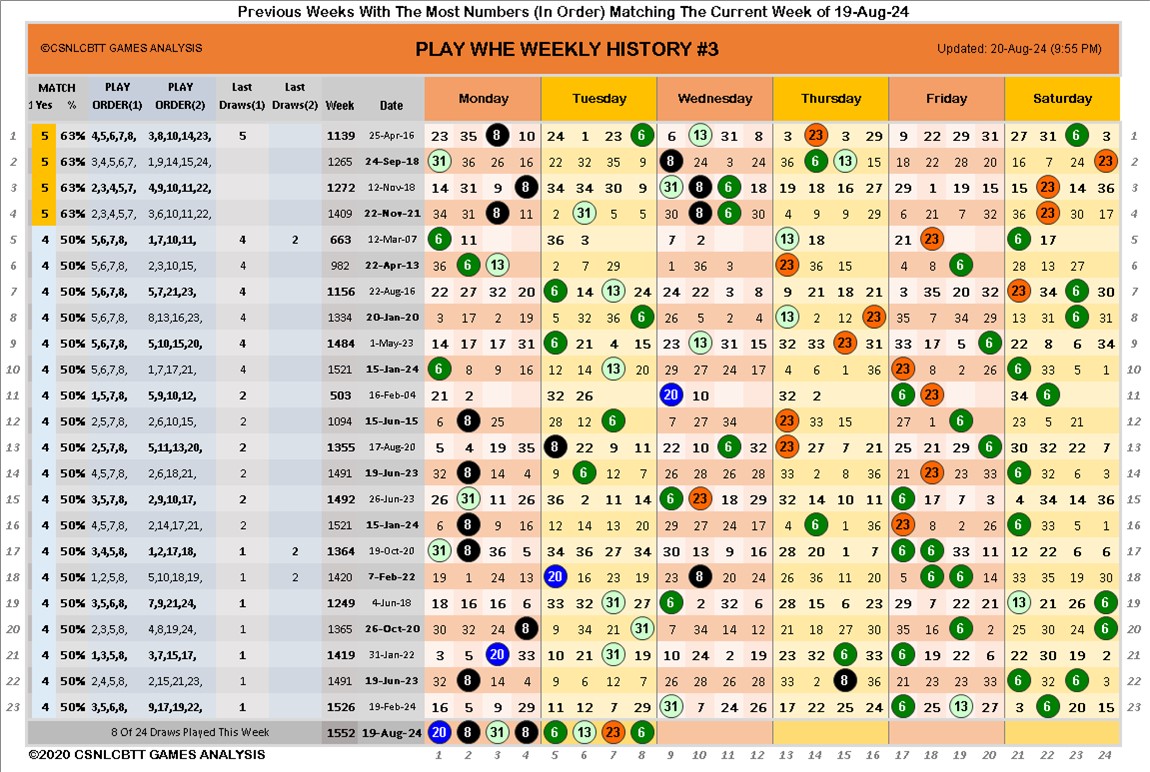 Previous Weeks With The Most Numbers (In Order) Matching The Current Week of 19-Aug-24
©CSNLCBTT GAMES ANALYSIS PLAY WHE WEEKLY HISTORY #3 Updated: 20-Aug-24 (9:55 PM)
MATCH PLAY PLAY Last Last
1 Yes % ORDER(1) ORDER(2) Draws(1) Draws(2) Week Date Monday Tuesday Wednesday Thursday Friday Saturday
1 5 63% 4,5,6,7,8, 3,8,10,14,23, 5 1139 25-Apr-16 23 35 8 10 24 1 23 6 6 13 31 8 3 14 3 29 9 22 29 31 27 31 6 3 1
2 5 63% 3,4,5,6,7, 1,9,14,15,24, 1265 24-Sep-18 31 36 26 16 22 32 35 9 8 24 3 24 36 6 15 15 18 22 28 20 16 7 24 23 2
3 5 63% 2,3,4,5,7, 4,9,10,11,22, 1272 12-Nov-18 14 31 9 8 34 34 30 9 31 8 6 18 19 18 16 27 29 1 19 15 15 23 14 36 3
4 5 63% 2,3,4,5,7, 3,6,10,11,22, 1409 22-Nov-21 34 31 8 11 2 31 5 5 30 8 6 30 4 9 9 29 6 21 7 32 36 23 30 17 4
5 4 50% 5,6,7,8, 1,7,10,11, 4 2 663 12-Mar-07 6 11 36 3 7 2 13 18 21 23 6 17 5
6 4 50% 5,6,7,8, 2,3,10,15, 4 982 22-Apr-13 36 6 13 2 7 29 1 36 3 23 36 15 4 8 6 28 13 27 6
7 4 50% 5,6,7,8, 5,7,21,23, 4 1156 22-Aug-16 22 27 32 20 6 14 13 24 24 22 3 8 9 21 18 21 3 35 20 32 23 34 6 30 7
8 4 50% 5,6,7,8, 8,13,16,23, 4 1334 20-Jan-20 3 17 2 19 5 32 36 6 26 5 2 4 13 2 12 23 35 7 34 29 13 31 6 31 8
9 4 50% 5,6,7,8, 5,10,15,20, 4 1484 1-May-23 14 17 17 31 6 21 4 15 23 13 31 15 32 33 23 31 33 17 5 6 22 8 6 34 9
10 4 50% 5,6,7,8, 1,7,17,21, 4 1521 15-Jan-24 6 8 9 16 12 14 13 20 29 27 24 17 4 6 1 36 23 8 2 26 6 33 5 1 10
11 4 50% 1,5,7,8, 5,9,10,12, 2 503 16-Feb-04 21 2 32 26 20 10 32 2 6 23 34 6 11
12 4 50% 2,5,7,8, 2,6,10,15, 2 1094 15-Jun-15 6 8 25 28 12 6 7 27 34 23 33 15 27 1 6 23 5 21 12
13 4 50% 2,5,7,8, 5,11,13,20, 2 1355 17-Aug-20 5 4 19 35 8 22 9 11 22 10 6 32 23 27 7 21 25 21 29 6 30 32 22 7 13
14 4 50% 4,5,7,8, 2,6,18,21, 2 1491 19-Jun-23 32 8 14 4 9 6 12 7 26 28 26 28 33 2 8 36 21 23 23 33 6 32 6 3 14
15 4 50% 3,5,7,8, 2,9,10,17, 2 1492 26-Jun-23 26 31 11 26 36 2 11 14 6 23 18 29 32 14 10 11 6 17 7 3 4 34 14 36 15
16 4 50% 4,5,7,8, 2,14,17,21, 2 1521 15-Jan-24 6 8 9 16 12 14 13 20 29 27 24 17 4 6 1 36 23 8 2 26 6 33 5 1 16
17 4 50% 3,4,5,8, 1,2,17,18, 1 2 1364 19-Oct-20 31 8 36 5 34 36 27 34 30 13 9 16 28 20 1 7 6 6 33 11 12 22 6 6 17
18 4 50% 1,2,5,8, 5,10,18,19, 1 2 1420 7-Feb-22 19 1 24 13 20 16 23 19 23 8 20 24 26 36 11 20 5 6 6 14 33 35 19 30 18
19 4 50% 3,5,6,8, 7,9,21,24, 1 1249 4-Jun-18 18 16 16 6 33 32 31 27 6 2 32 6 28 15 6 23 29 7 22 21 13 21 26 6 19
20 4 50% 2,3,5,8, 4,8,19,24, 1 1365 26-Oct-20 30 32 24 8 9 34 21 31 7 34 14 12 21 18 27 30 35 16 6 2 25 30 24 6 20
21 4 50% 1,3,5,8, 3,7,15,17, 1 1419 31-Jan-22 3 5 20 33 10 21 31 19 10 24 2 19 23 32 6 33 6 19 22 6 22 30 19 2 21
22 4 50% 2,4,5,8, 2,15,21,23, 1 1491 19-Jun-23 32 8 14 4 9 6 12 7 26 28 26 28 33 2 8 36 21 23 23 33 6 32 6 3 22
23 4 50% 3,5,6,8, 9,17,19,22, 1 1526 19-Feb-24 16 5 9 29 11 12 7 29 31 7 24 26 17 22 25 24 6 25 13 27 3 6 20 15 23
8 Of 24 Draws Played This Week 1552 19-Aug-24 20 8 31 8 6 13 23 6
©2020 CSNLCBTT GAMES ANALYSIS 1 2 3 4 5 6 7 8 9 10 11 12 13 14 15 16 17 18 19 20 21 22 23 24